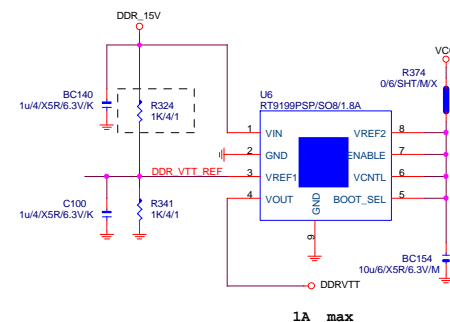 DDR_15V
VC
BC140
1u/4/X5R/6.3V/K
R324
1K/4/1
U6
RT9199PSP/SO8/1.8A
R374
0/6/SHT/M/X
1 VIN VREF2 8
2 GND ENABLE 7
DDR_VTT_REF 3 VREF1 VCNTL 6
4 VOUT BOOT_SEL 5
GND
9
C100
1u/4/X5R/6.3V/K
R341
1K/4/1
BC154
10u/6/X5R/6.3V/M
DDRVTT
1A max